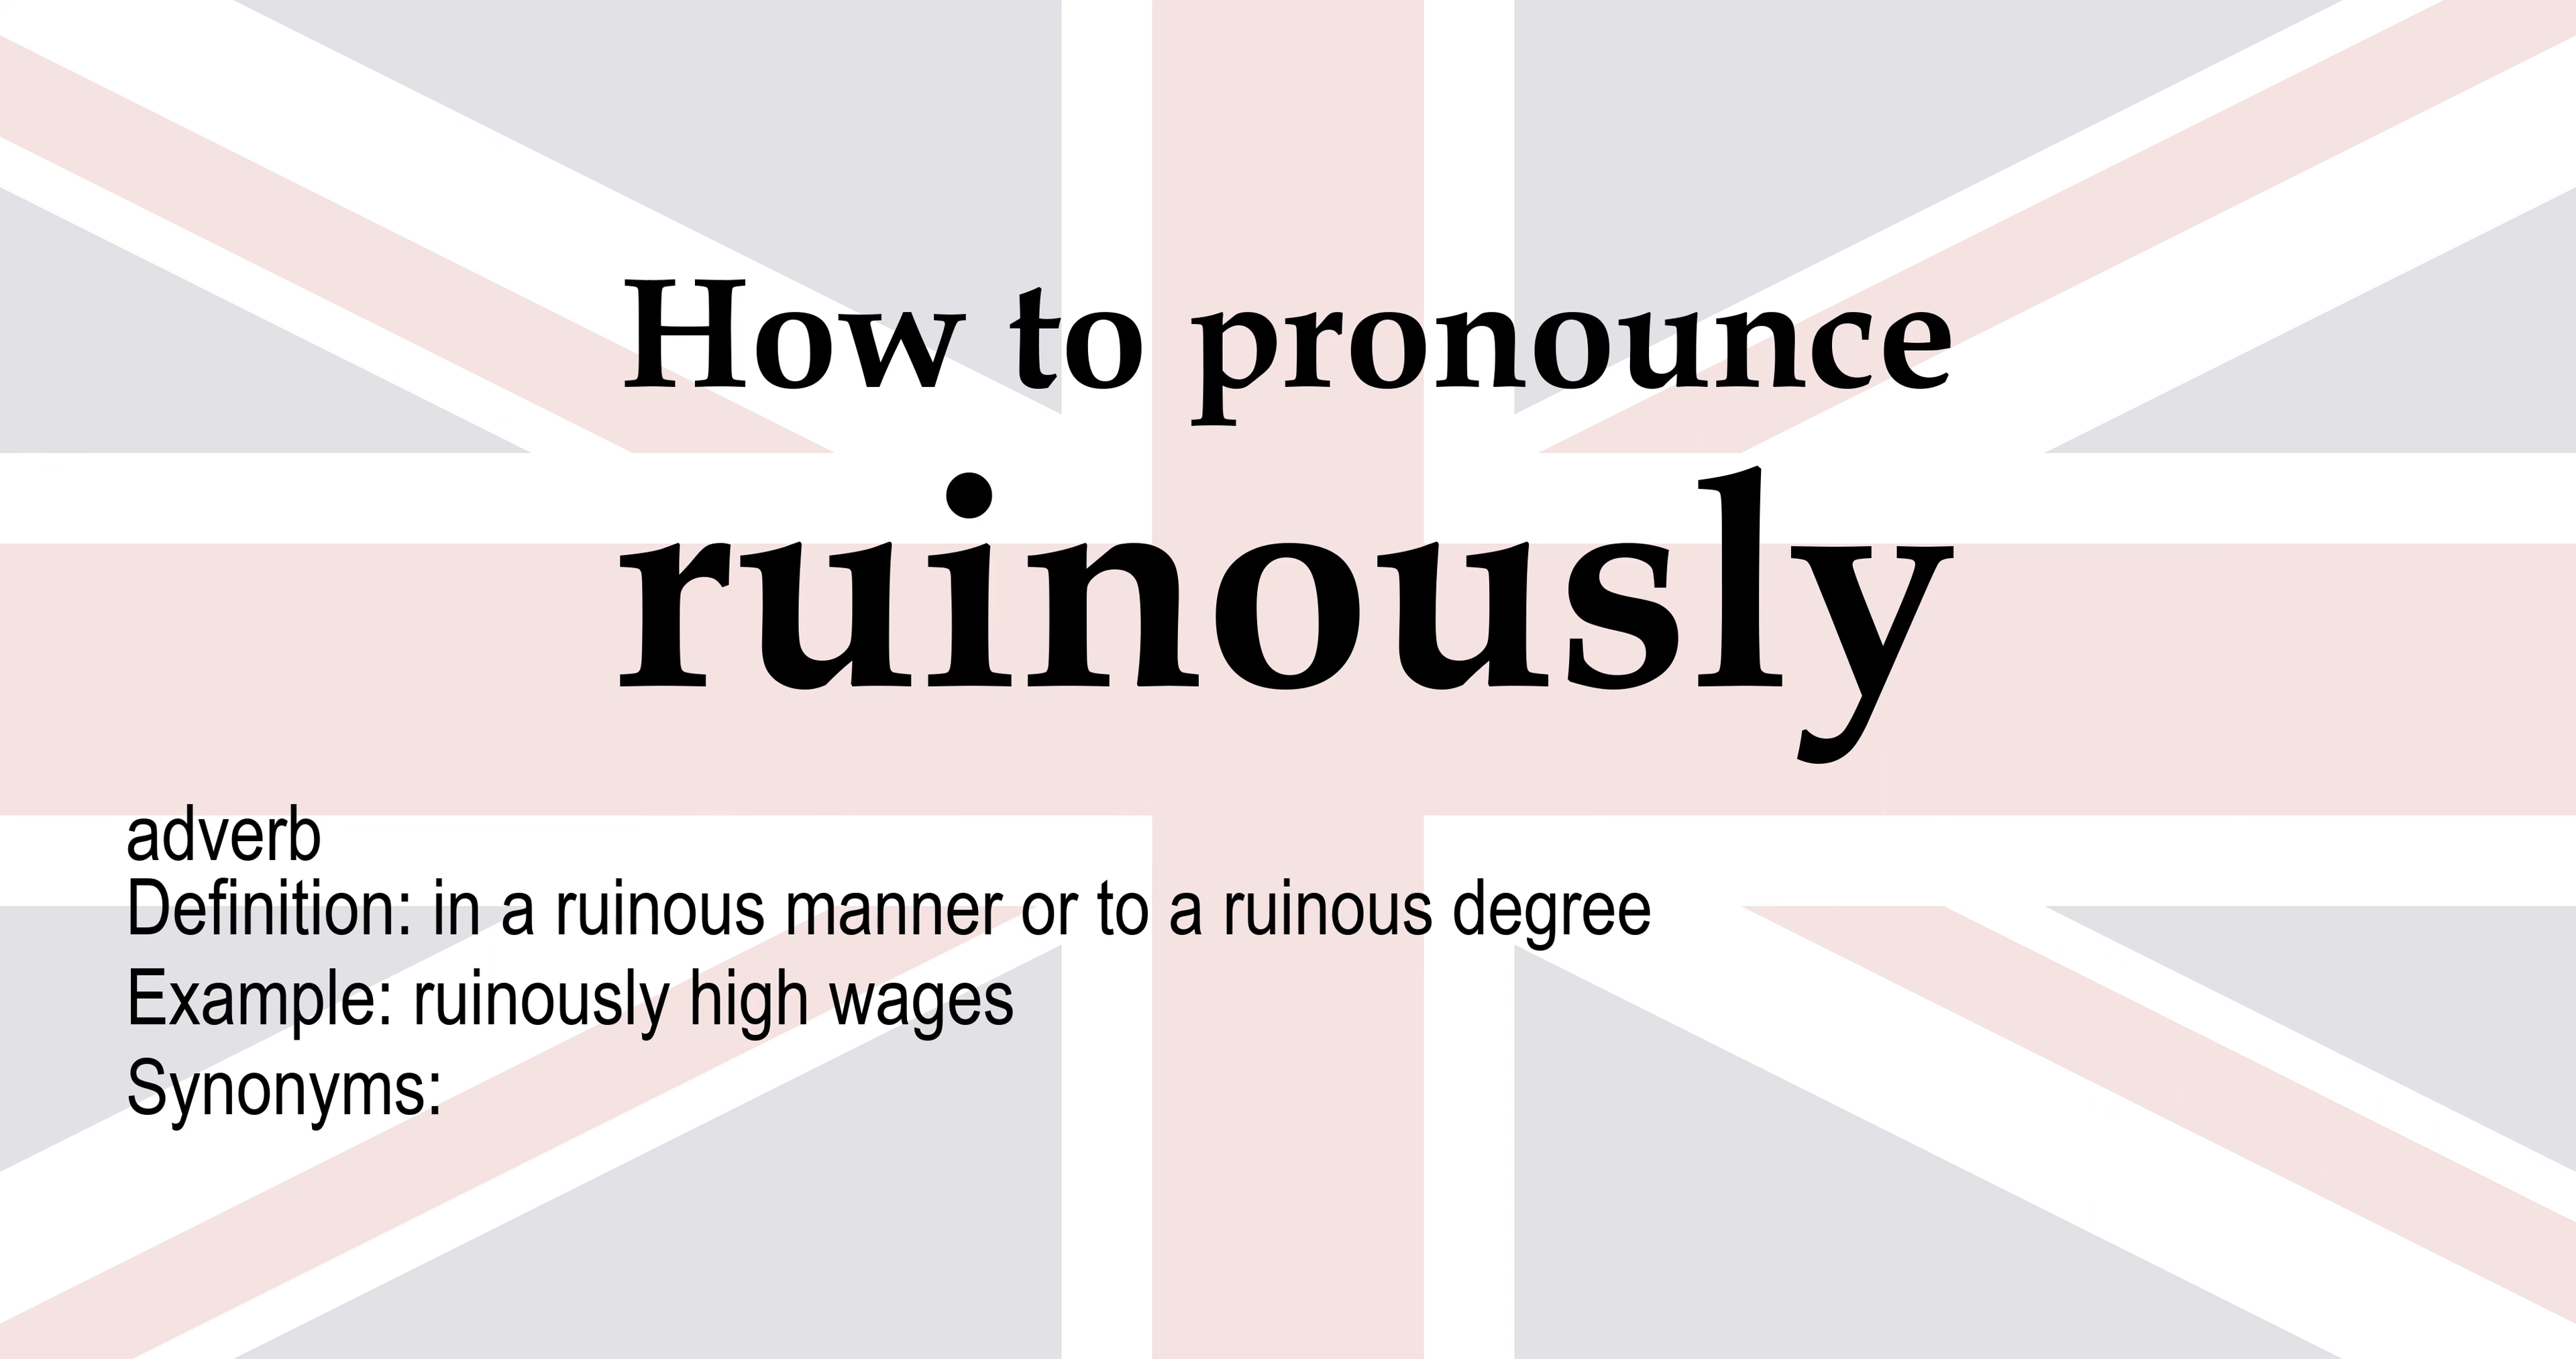 How to pronounce
ruinously
adverb
Definition: in a ruinous manner or to a ruinous degree
Example: ruinously high wages
Synonyms: